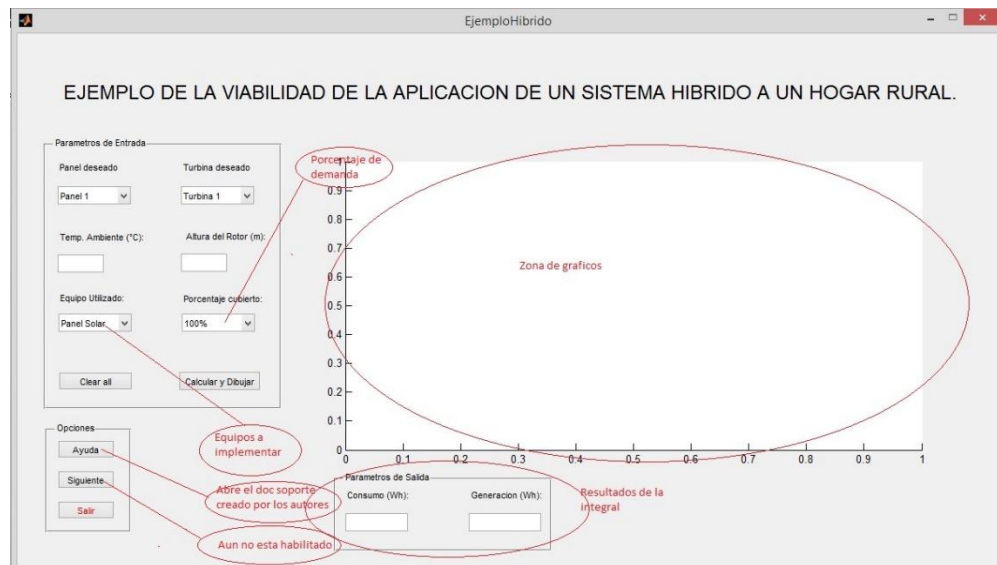 EjemploHibrido
EJEMPLO DE LA VIABILIDAD DE LA APLICACION DE UN SISTEMA HIBRIDO A UN HOGAR RURAL.
Parametros de Entrada
Panel deseado
Turbina deseado
Panel 1
Turbina 1
Temp. Ambiente (°C):
Altura del Rotor (m):
Equipo Utilizado:
Porcentaje cubierto:
Panel Solar
100%
Clear all
Calcular y Dibujar
Porcentaje de
demanda
1
0.9
0.8
0.7
0.6
0.5
0.4
0.3
0.2
0.1
0
Zona de graficos
0
0.1
0.2
0.3
0.4
0.5
0.6
0.7
0.8
0.9
1
Opciones
Ayuda
Siguiente
Salir
Equipos a
implementar
Abre el doc soporte
creado por los autores
Aun no esta habilitado
Parametros de Salida
Consumo (Wh):
Generacion (Wh):
Resultados de la
integral